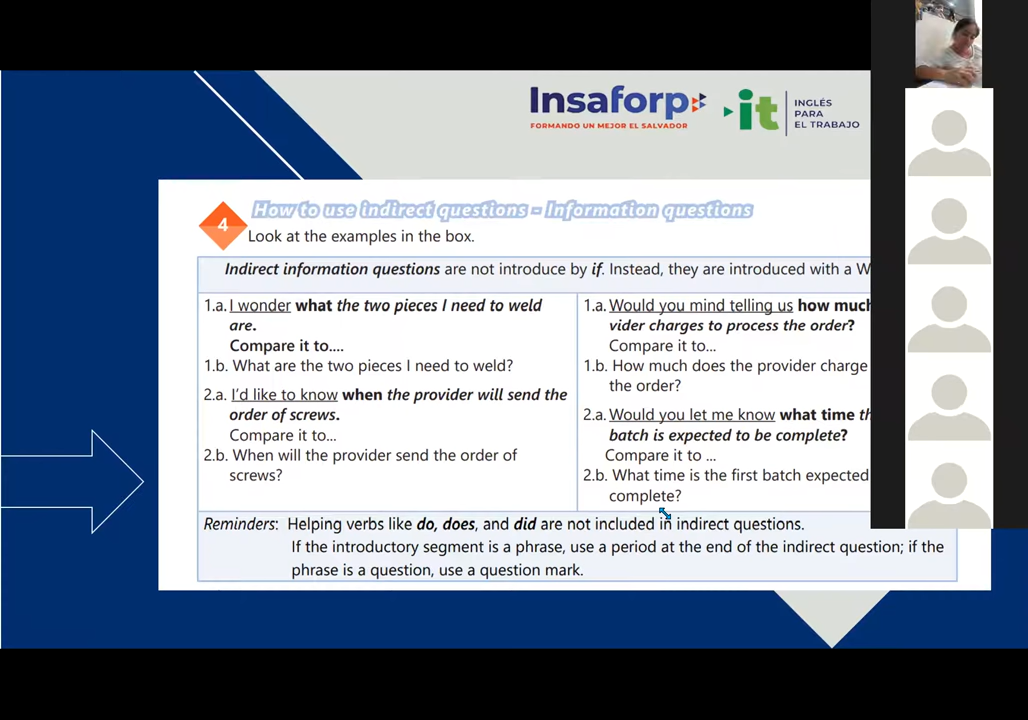 Insaforp
FORMANDO UN MEJOR EL SALVADOR
it
INGLÉS
PARA
EL TRABAJO
4
How to use indirect questions - Information questions
Look at the examples in the box.
Indirect information questions are not introduce by if. Instead, they are introduced with a W
1.a. I wonder what the two pieces I need to weld
are.
Compare it to....
1.b. What are the two pieces I need to weld?
2.a. I'd like to know when the provider will send the
order of screws.
Compare it to...
2.b. When will the provider send the order of
screws?
1.a. Would you mind telling us how much
vider charges to process the order?
Compare it to...
1.b. How much does the provider charge
the order?
2.a. Would you let me know what time th
batch is expected to be complete?
Compare it to ...
2.b. What time is the first batch expected
complete?
Reminders: Helping verbs like do, does, and did are not included in indirect questions.
If the introductory segment is a phrase, use a period at the end of the indirect question; if the
phrase is a question, use a question mark.